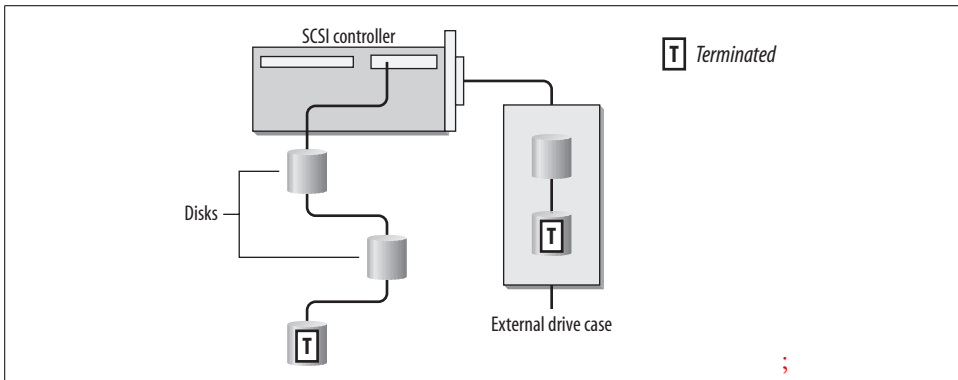 SCSI controller
T Terminated
Disks
T
T
External drive case
;